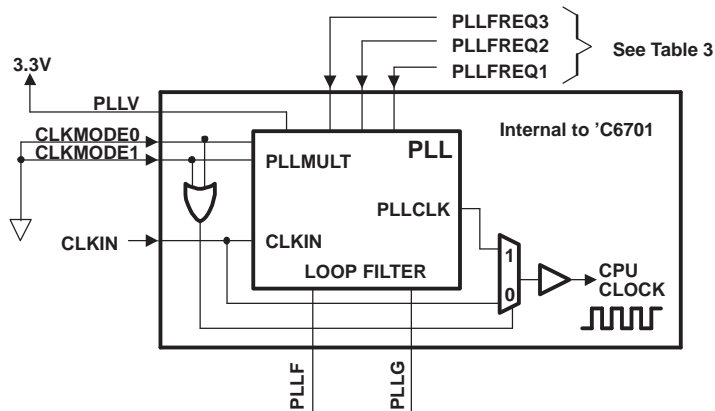 PLLFREQ3
PLLFREQ2
PLLFREQ1
See Table 3
3.3V
PLLV
CLKMODE0
CLKMODE1
PLLMULT
PLL
Internal to ’C6701
PLLCLK
CLKIN
CLKIN
LOOP FILTER
1
0
CPU
CLOCK
PLLF
PLLG